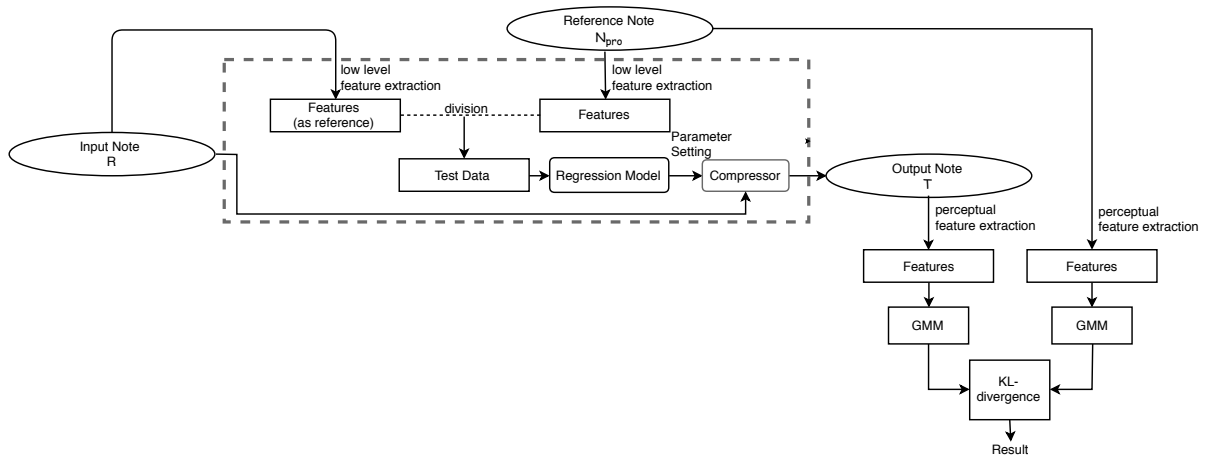 Reference Note
Npro
low level
feature extraction
low level
feature extraction
Features
(as reference)
division
Features
Input Note
R
Parameter
Setting
Test Data
Regression Model
Compressor
Output Note
T
perceptual
feature extraction
perceptual
feature extraction
Features
Features
GMM
GMM
KL-
divergence
Result